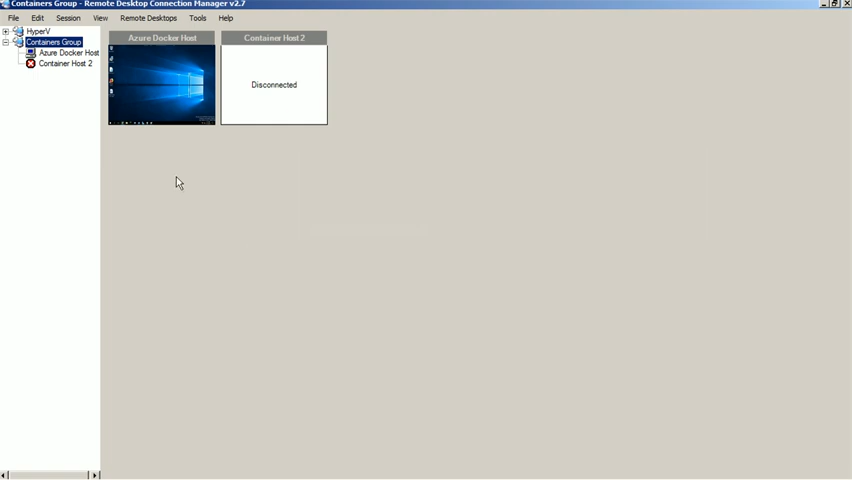 Containers Group - Remote Desktop Connection Manager v2.7
File Edit Session View Remote Desktops Tools Help
HyperV
Containers Group
Azure Docker Host
Container Host 2
Azure Docker Host
Container Host 2
Disconnected